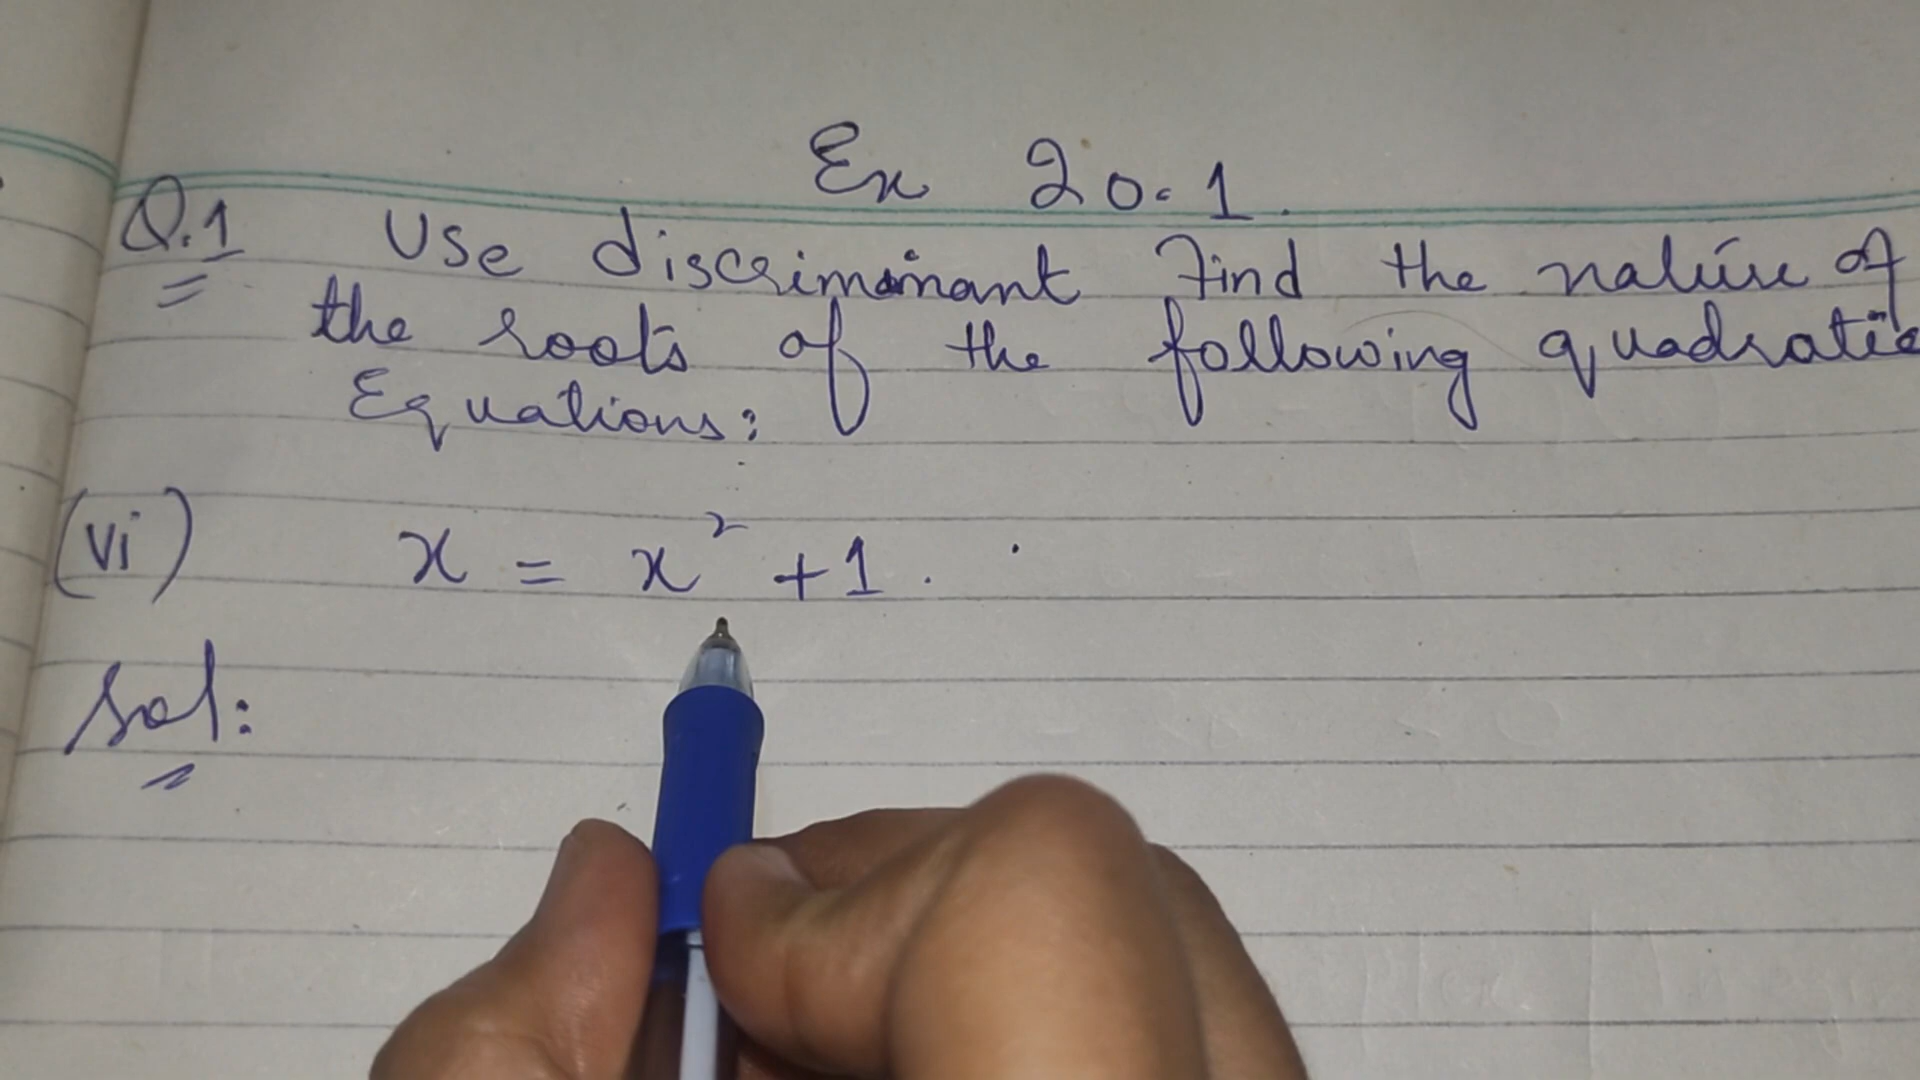 Ex 20.1.
Q.1 Use discriminant Find the nature of
the roots of the following quadratic
Equations:
(vi) x = x² + 1.
Sol: